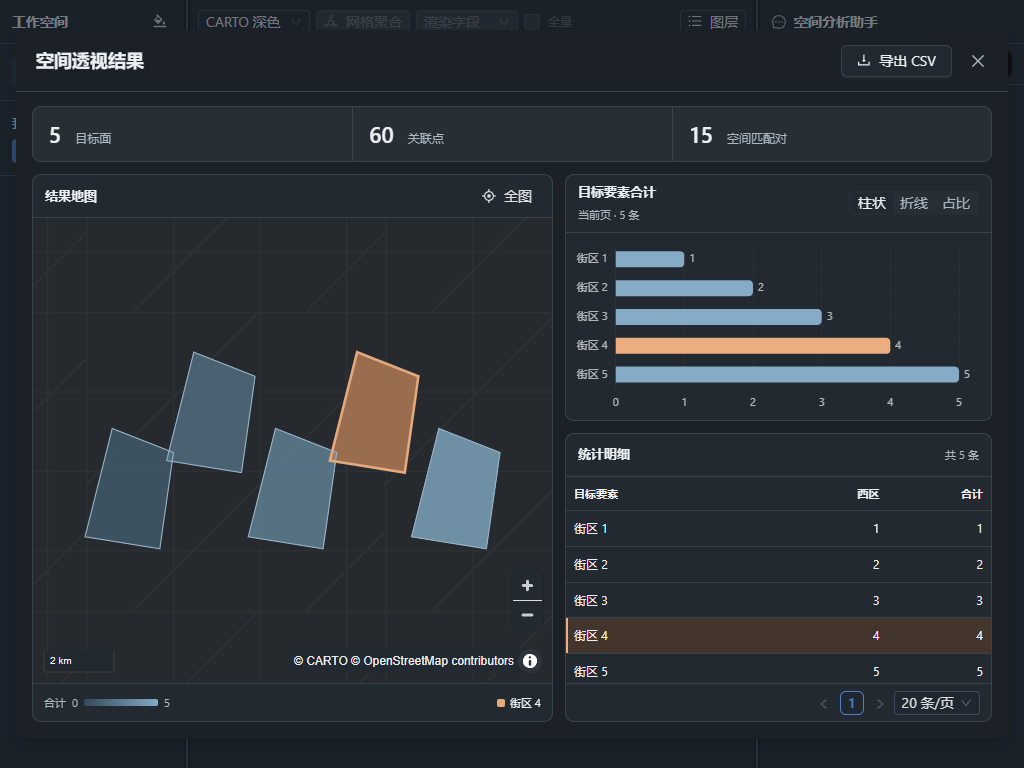 工作空间
CARTO 深色
网格聚合
渲染字段
全量
图层
空间分析助手
空间透视结果
导出 CSV
5 目标面
60 关联点
15 空间匹配对
结果地图
全图
2 km
© CARTO © OpenStreetMap contributors
合计 0 5
街区 4
目标要素合计
当前页 · 5 条
柱状 折线 占比
街区 1 1
街区 2 2
街区 3 3
街区 4 4
街区 5 5
0 1 2 3 4 5
统计明细
共 5 条
目标要素 西区 合计
街区 1 1 1
街区 2 2 2
街区 3 3 3
街区 4 4 4
街区 5 5 5
1
20 条/页